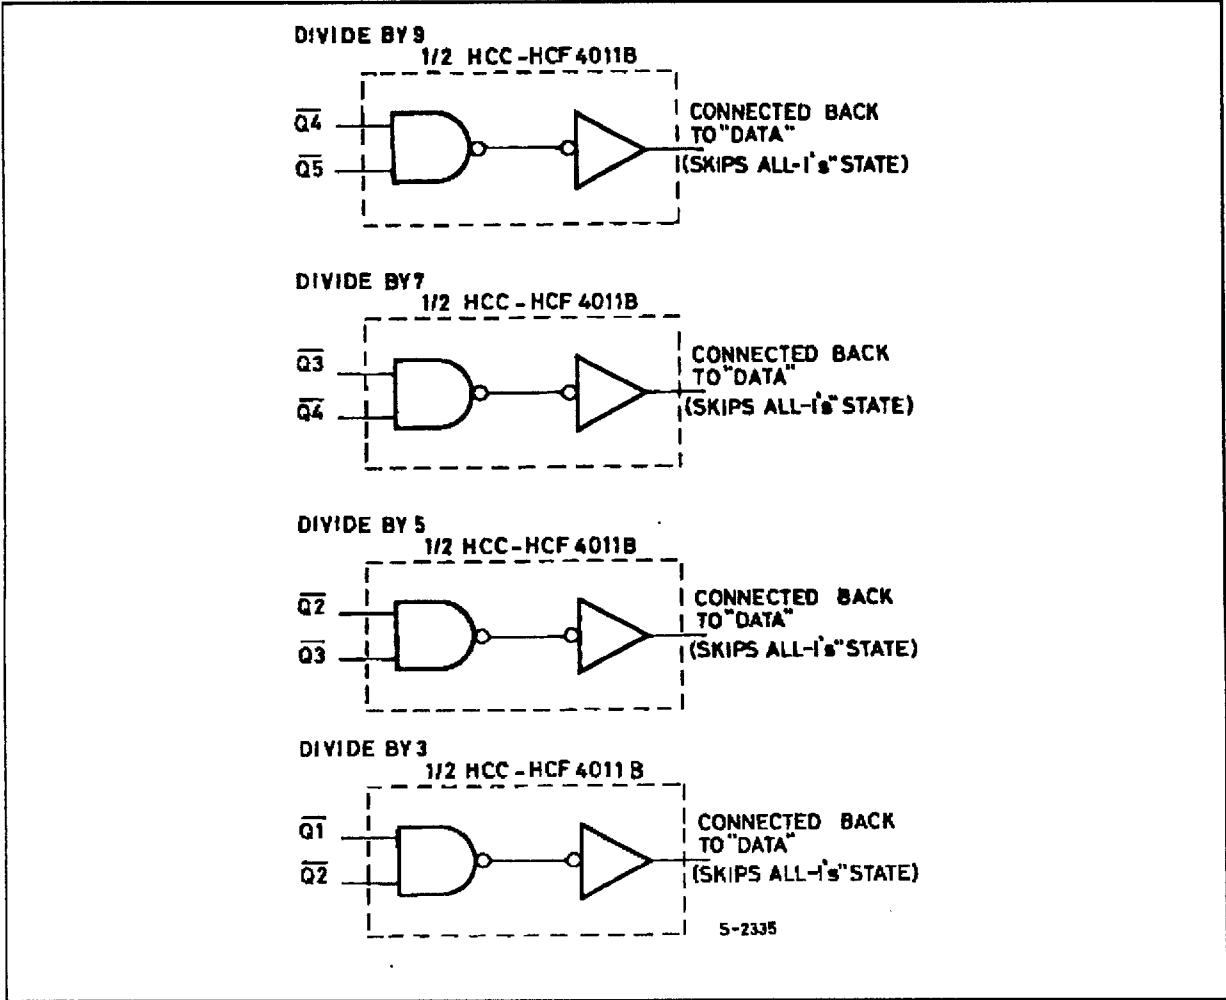 DIVIDE BY 9
1/2 HCC-HCF 4011B
Q4
Q5
CONNECTED BACK
TO "DATA"
(SKIPS ALL-1's" STATE)
DIVIDE BY 7
1/2 HCC-HCF 4011B
Q3
Q4
CONNECTED BACK
TO "DATA"
(SKIPS ALL-1's" STATE)
DIVIDE BY 5
1/2 HCC-HCF 4011B
Q2
Q3
CONNECTED BACK
TO "DATA"
(SKIPS ALL-1's" STATE)
DIVIDE BY 3
1/2 HCC-HCF 4011B
Q1
Q2
CONNECTED BACK
TO "DATA"
(SKIPS ALL-1's" STATE)
S-2335